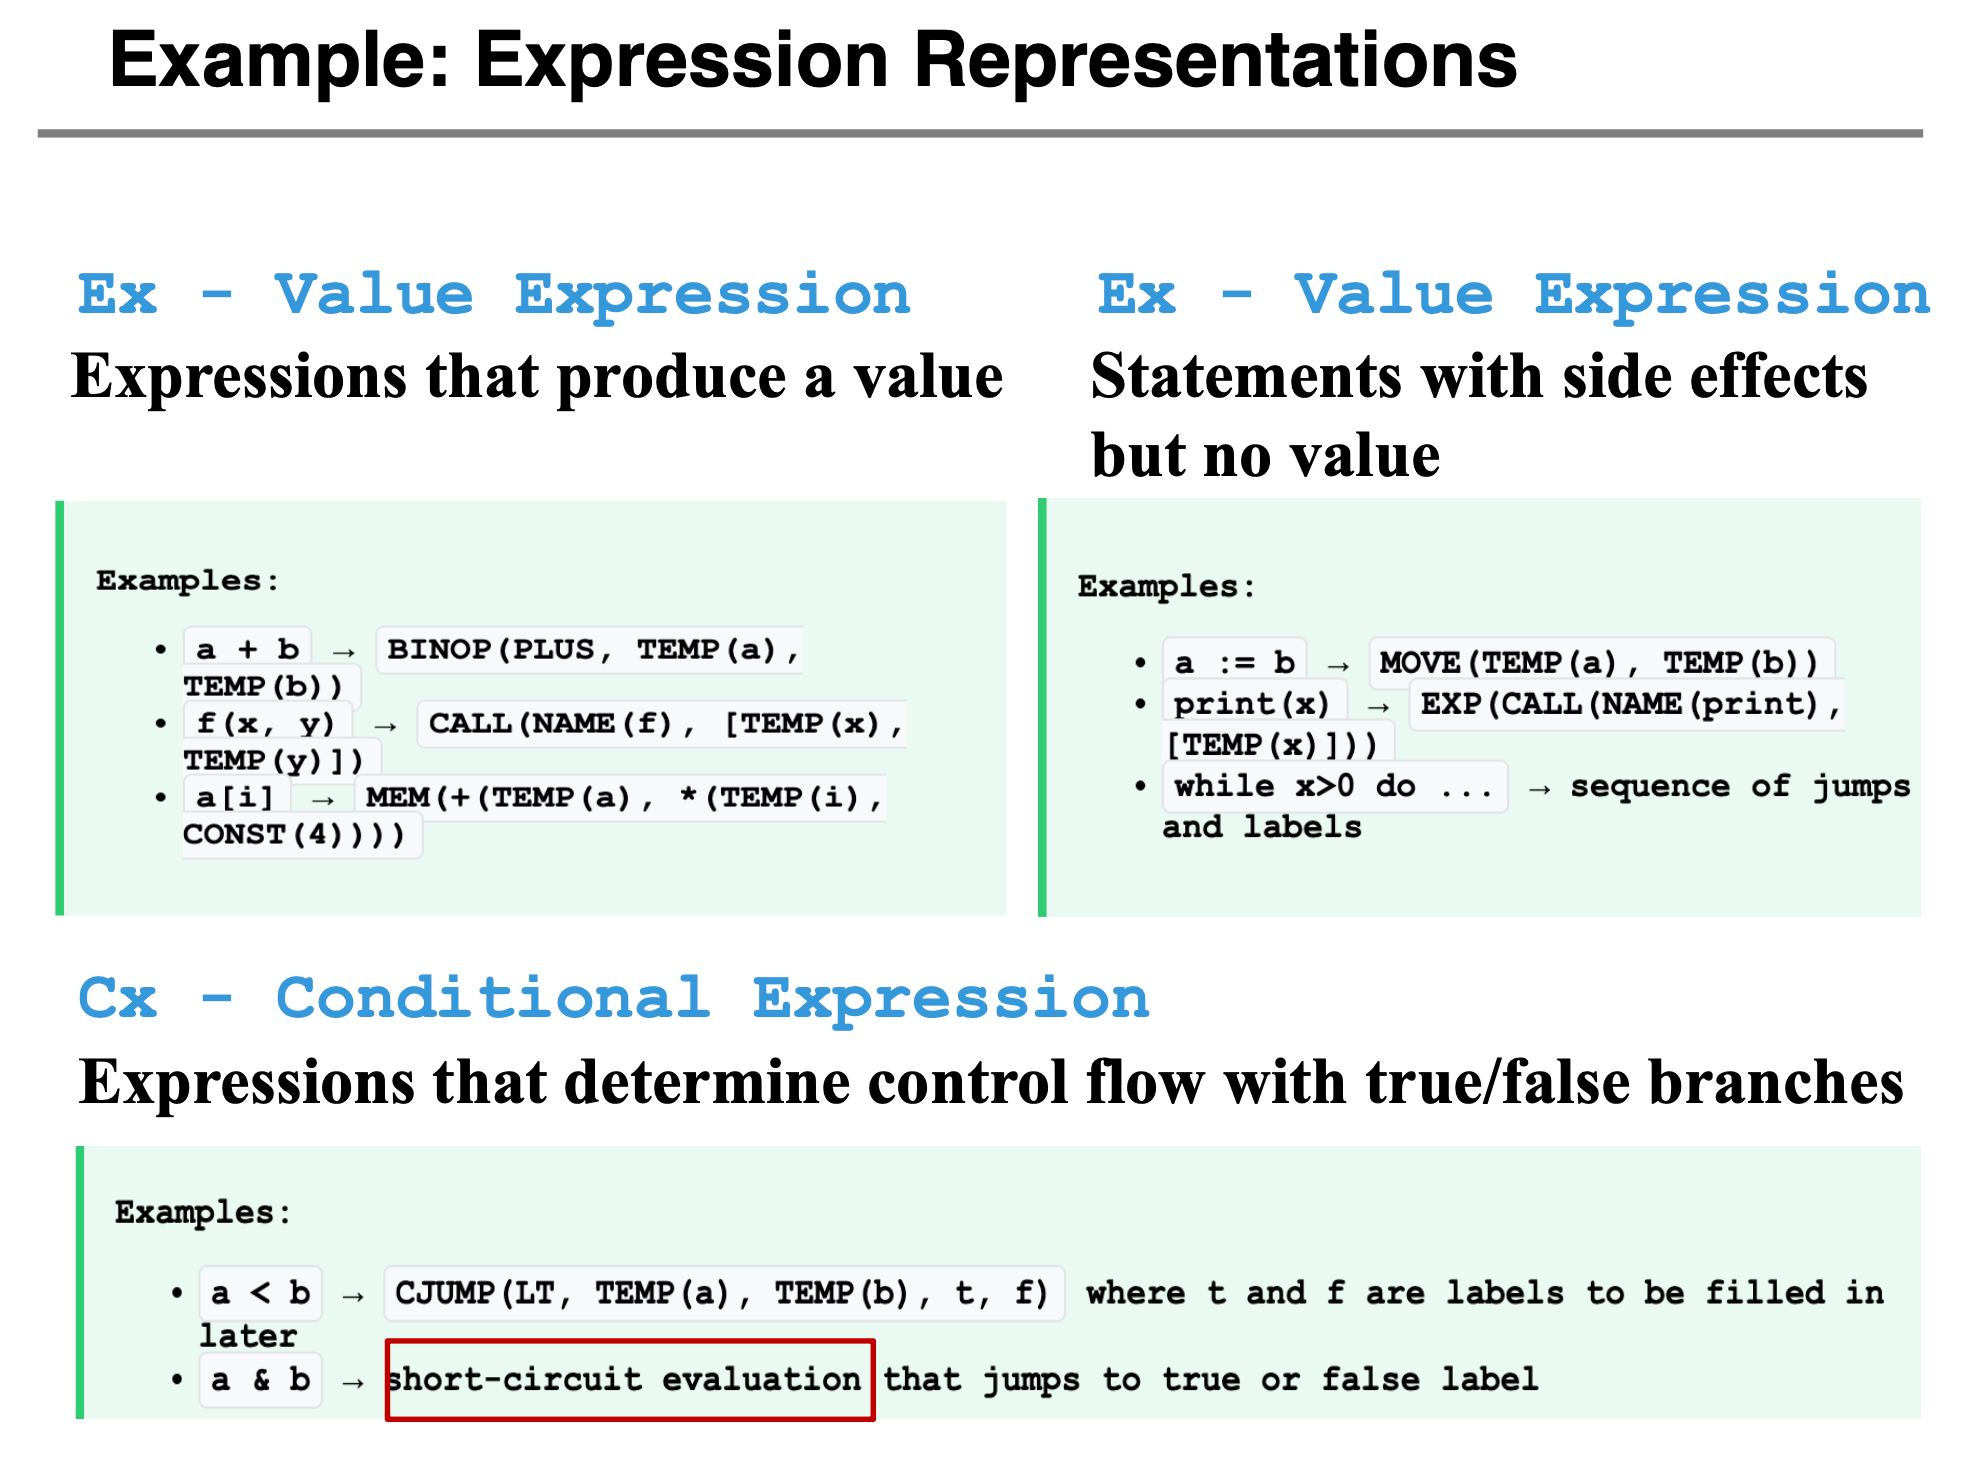 Example: Expression Representations
Ex - Value Expression
Expressions that produce a value
Examples:
• a + b → BINOP(PLUS, TEMP(a),
TEMP(b))
• f(x, y) → CALL(NAME(f), [TEMP(x),
TEMP(y)])
• a[i] → MEM(+(TEMP(a), *(TEMP(i),
CONST(4))))
Ex - Value Expression
Statements with side effects
but no value
Examples:
• a := b → MOVE(TEMP(a), TEMP(b))
• print(x) → EXP(CALL(NAME(print),
[TEMP(x)]))
• while x>0 do ... → sequence of jumps
and labels
Cx - Conditional Expression
Expressions that determine control flow with true/false branches
Examples:
• a < b → CJUMP(LT, TEMP(a), TEMP(b), t, f) where t and f are labels to be filled in
later
• a & b → short-circuit evaluation that jumps to true or false label